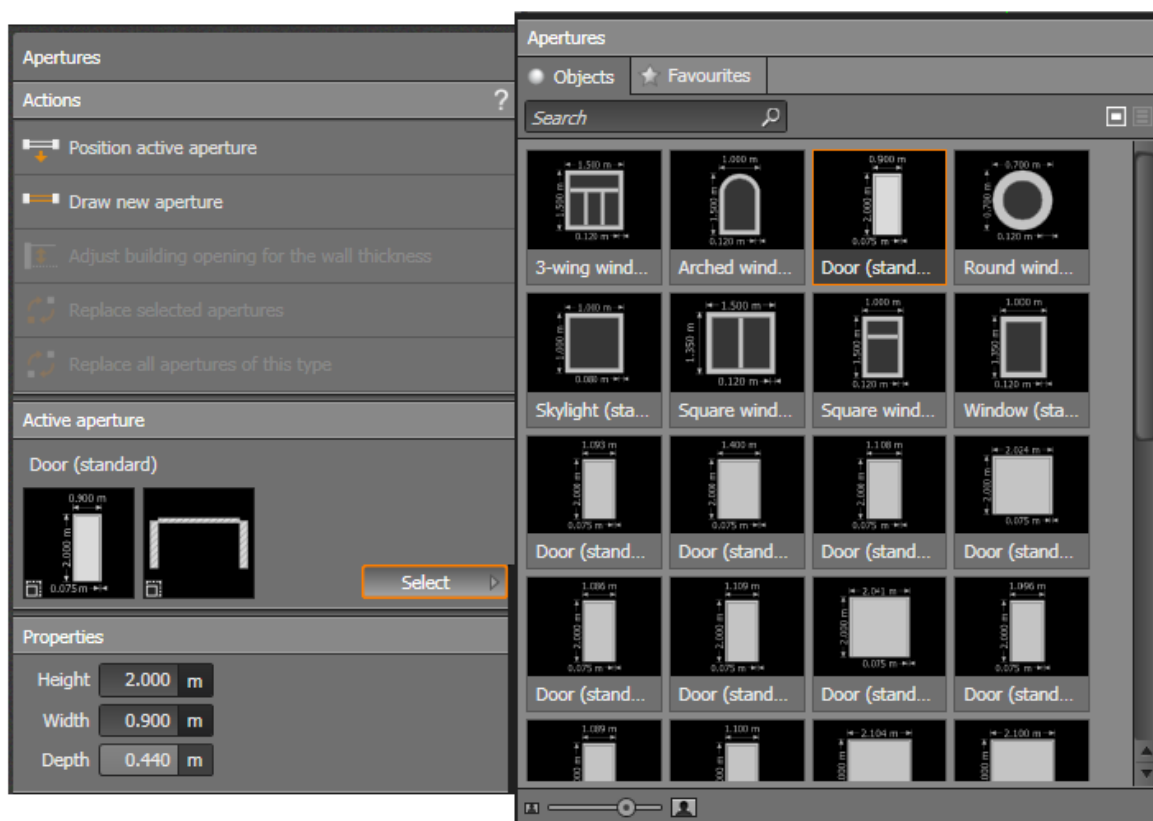 Apertures
Actions
?
Position active aperture
Draw new aperture
Adjust building opening for the wall thickness
Replace selected apertures
Replace all apertures of this type
Active aperture
Door (standard)
0.900 m
2.000 m
0.075 m
Select
Properties
Height 2.000 m
Width 0.900 m
Depth 0.440 m
Apertures
Objects Favourites
Search
1.500 m 1.000 m 0.900 m 0.700 m
1.500 m 1.500 m 2.000 m 0.700 m
0.120 m 0.120 m 0.075 m 0.120 m
3-wing wind... Arched wind... Door (stand... Round wind...
1.000 m 1.500 m 1.000 m 1.000 m
1.000 m 1.350 m 1.500 m 1.350 m
0.080 m 0.120 m 0.120 m 0.120 m
Skylight (sta... Square wind... Square wind... Window (sta...
1.093 m 1.400 m 1.108 m 2.024 m
2.000 m 2.000 m 2.000 m 2.000 m
0.075 m 0.075 m 0.075 m 0.075 m
Door (stand... Door (stand... Door (stand... Door (stand...
1.086 m 1.109 m 2.041 m 1.096 m
2.000 m 2.000 m 2.000 m 2.000 m
0.075 m 0.075 m 0.075 m 0.075 m
Door (stand... Door (stand... Door (stand... Door (stand...
1.089 m 1.100 m 2.104 m 2.100 m